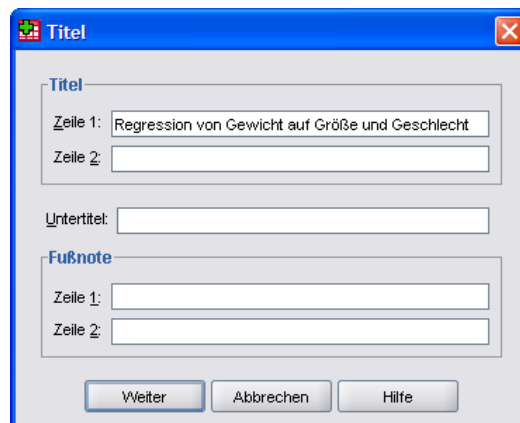 Titel
Titel
Zeile 1: Regression von Gewicht auf Größe und Geschlecht
Zeile 2:
Untertitel:
Fußnote
Zeile 1:
Zeile 2:
Weiter Abbrechen Hilfe